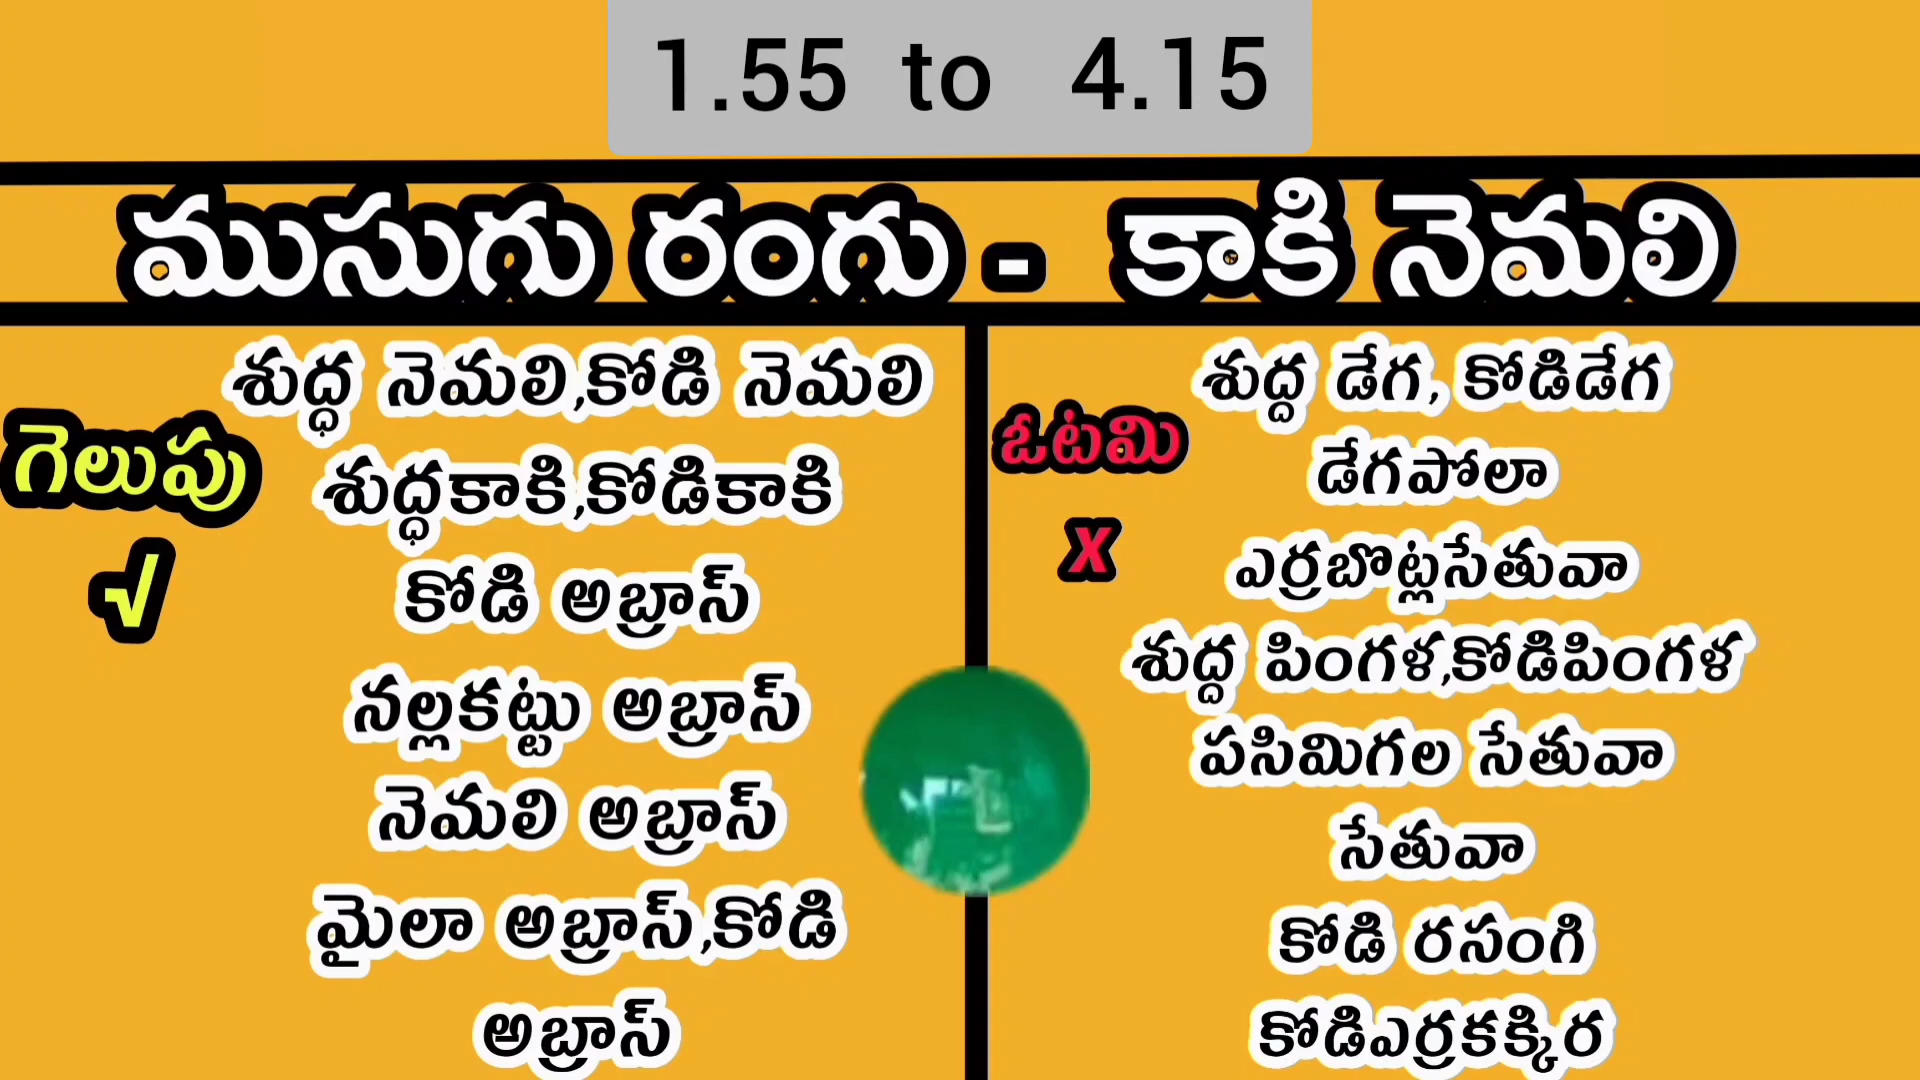 1.55 to 4.15
ముసుగు రంగు - కాకి నెమలి
గెలుపు
√
శుద్ధ నెమలి,కోడి నెమలి
శుద్ధకాకి,కోడికాకి
కోడి అబ్రాస్
నల్లకట్టు అబ్రాస్
నెమలి అబ్రాస్
మైలా అబ్రాస్,కోడి
అబ్రాస్
ఓటమి
x
శుద్ద డేగ, కోడిడేగ
డేగపోలా
ఎర్రబొట్లసేతువా
శుద్ద పింగళ,కోడిపింగళ
పసిమిగల సేతువా
సేతువా
కోడి రసంగి
కోడిఎర్రకక్కిర